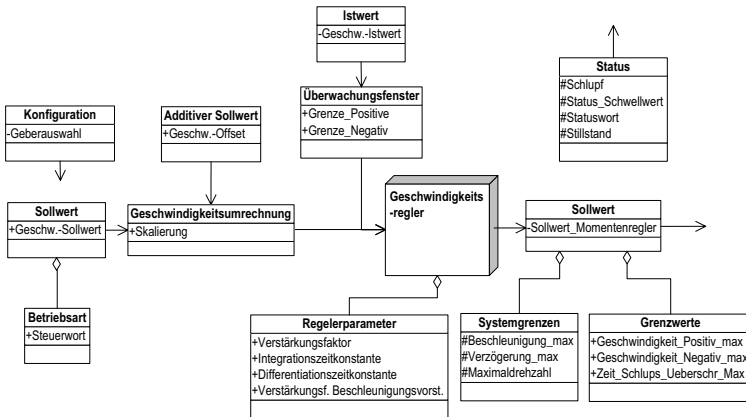 Istwert
-Geschw.-Istwert
Status
#Schlupf
#Status_Schwellwert
#Statuswort
#Stillstand
Überwachungsfenster
+Grenze_Positive
+Grenze_Negativ
Konfiguration
-Geberauswahl
Additiver Sollwert
+Geschw.-Offset
Sollwert
+Geschw.-Sollwert
Geschwindigkeitsumrechnung
+Skalierung
Geschwindigkeits
-regler
Sollwert
-Sollwert_Momentenregler
Betriebsart
+Steuerwort
Regelerparameter
+Verstärkungsfaktor
+Integrationszeitkonstante
+Differentiationszeitkonstante
+Verstärkungsf. Beschleunigungsvorst.
Systemgrenzen
#Beschleunigung_max
#Verzögerung_max
#Maximaldrehzahl
Grenzwerte
+Geschwindigkeit_Positiv_max
+Geschwindigkeit_Negativ_max
+Zeit_Schlups_Ueberschr_Max